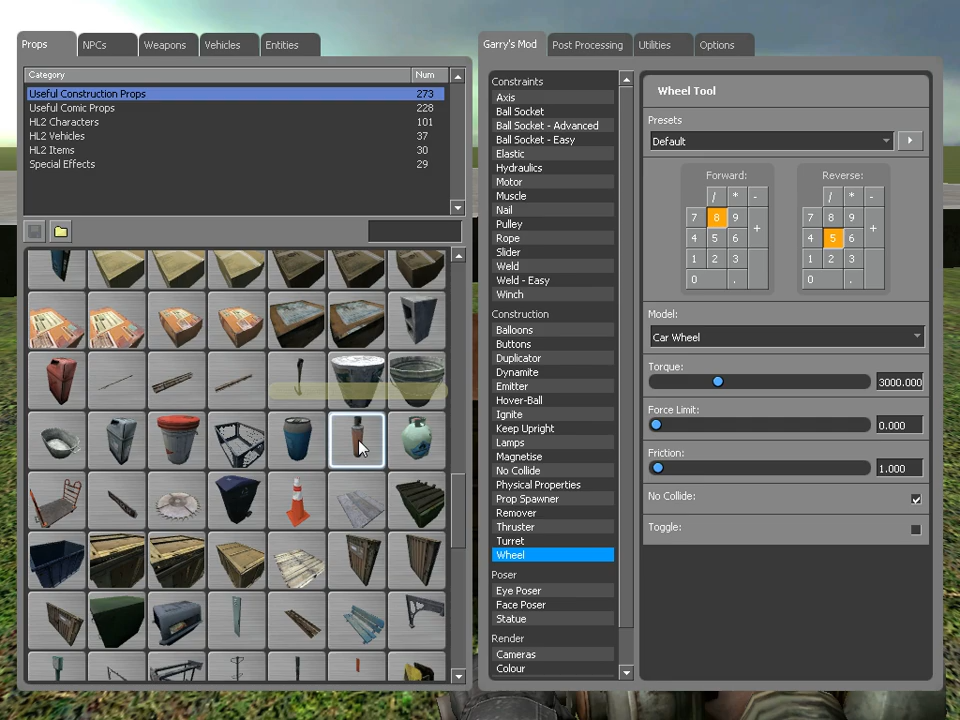 Props
NPCs
Weapons
Vehicles
Entities
Category
Num
Useful Construction Props
273
Useful Comic Props
228
HL2 Characters
101
HL2 Vehicles
37
HL2 Items
30
Special Effects
29
Garry's Mod
Post Processing
Utilities
Options
Constraints
Axis
Ball Socket
Ball Socket - Advanced
Ball Socket - Easy
Elastic
Hydraulics
Motor
Muscle
Nail
Pulley
Rope
Slider
Weld
Weld - Easy
Winch
Construction
Balloons
Buttons
Duplicator
Dynamite
Emitter
Hover-Ball
Ignite
Keep Upright
Lamps
Magnetise
No Collide
Physical Properties
Prop Spawner
Remover
Thruster
Turret
Wheel
Poser
Eye Poser
Face Poser
Statue
Render
Cameras
Colour
Wheel Tool
Presets
Default
Forward:
/ * -
7 8 9 +
4 5 6
1 2 3
0 .
Reverse:
/ * -
7 8 9 +
4 5 6
1 2 3
0 .
Model:
Car Wheel
Torque:
3000.000
Force Limit:
0.000
Friction:
1.000
No Collide:
Toggle: